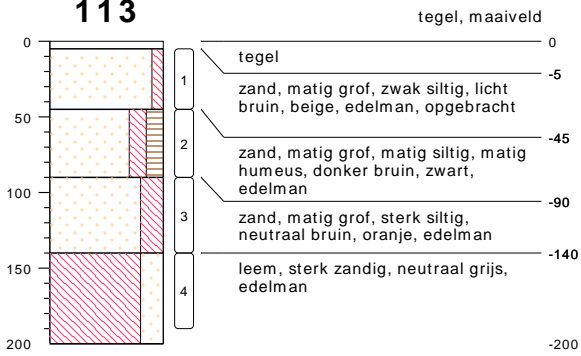 113
tegel, maaiveld
0
0
tegel
-5
1
zand, matig grof, zwak siltig, licht
bruin, beige, edelman, opgebracht
50
-45
2
zand, matig grof, matig siltig, matig
humeus, donker bruin, zwart,
edelman
100
-90
3
zand, matig grof, sterk siltig,
neutraal bruin, oranje, edelman
150
-140
4
leem, sterk zandig, neutraal grijs,
edelman
200
-200